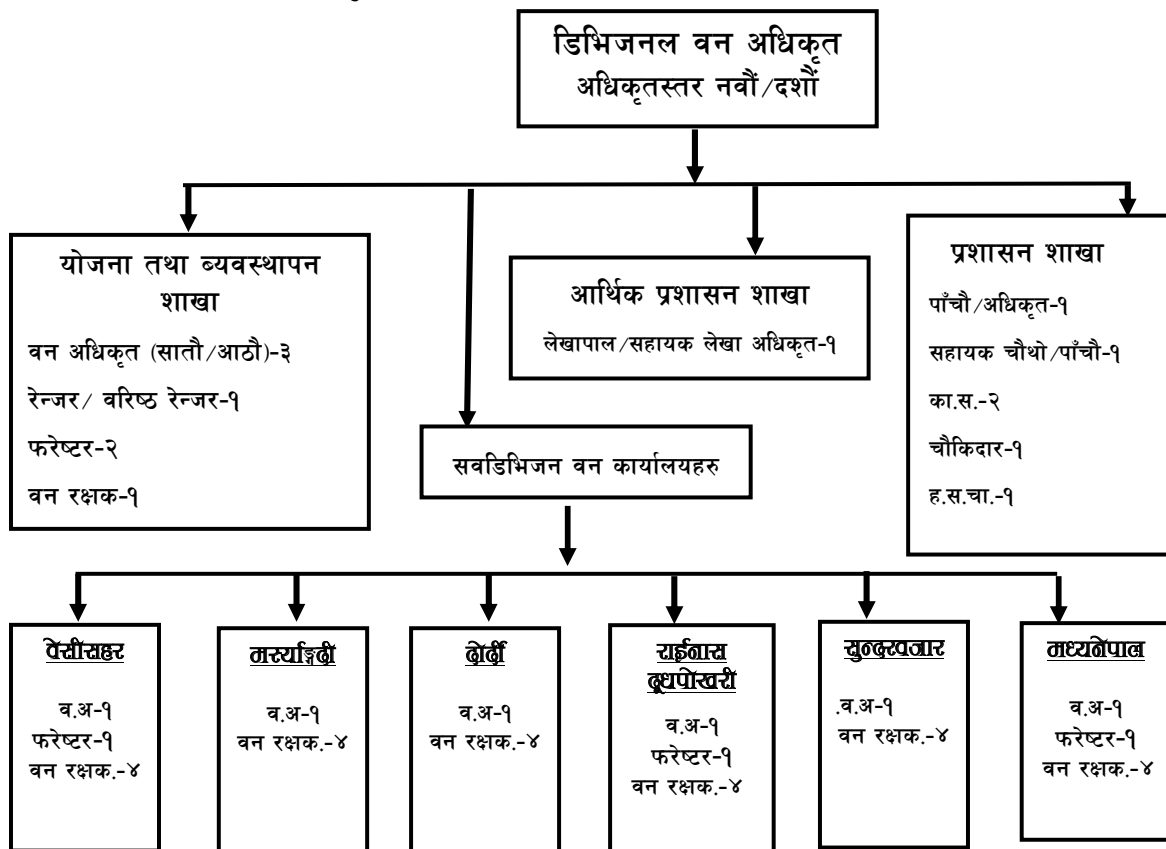 डिभिजनल वन अधिकृत
अधिकृतस्तर नवौं/दशौं
योजना तथा ब्यवस्थापन
शाखा
वन अधिकृत (सातौ/आठौ)-३
रेन्जर/ वरिष्ठ रेन्जर-१
फरेष्टर-२
वन रक्षक-१
आर्थिक प्रशासन शाखा
लेखापाल/सहायक लेखा अधिकृत-१
प्रशासन शाखा
पाँचौ/अधिकृत-१
सहायक चौथो/पाँचौ-१
का.स.-२
चौकिदार-१
ह.स.चा.-१
सवडिभिजन वन कार्यालयहरु
वेसीसहर
व.अ-१
फरेष्टर-१
वन रक्षक.-४
मर्स्याङ्गदी
व.अ-१
वन रक्षक.-४
दोर्दी
व.अ-१
वन रक्षक.-४
राईनास
दूधपोखरी
व.अ-१
फरेष्टर-१
वन रक्षक.-४
सुन्दरवजार
.व.अ-१
वन रक्षक.-४
मध्यनेपाल
व.अ-१
फरेष्टर-१
वन रक्षक.-४